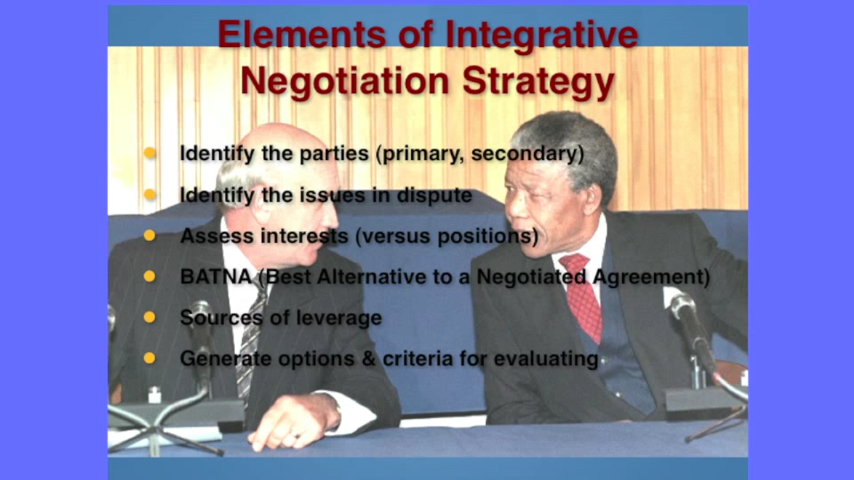 Elements of Integrative
Negotiation Strategy
Identify the parties (primary, secondary)
Identify the issues in dispute
Assess interests (versus positions)
BATNA (Best Alternative to a Negotiated Agreement)
Sources of leverage
Generate options & criteria for evaluating